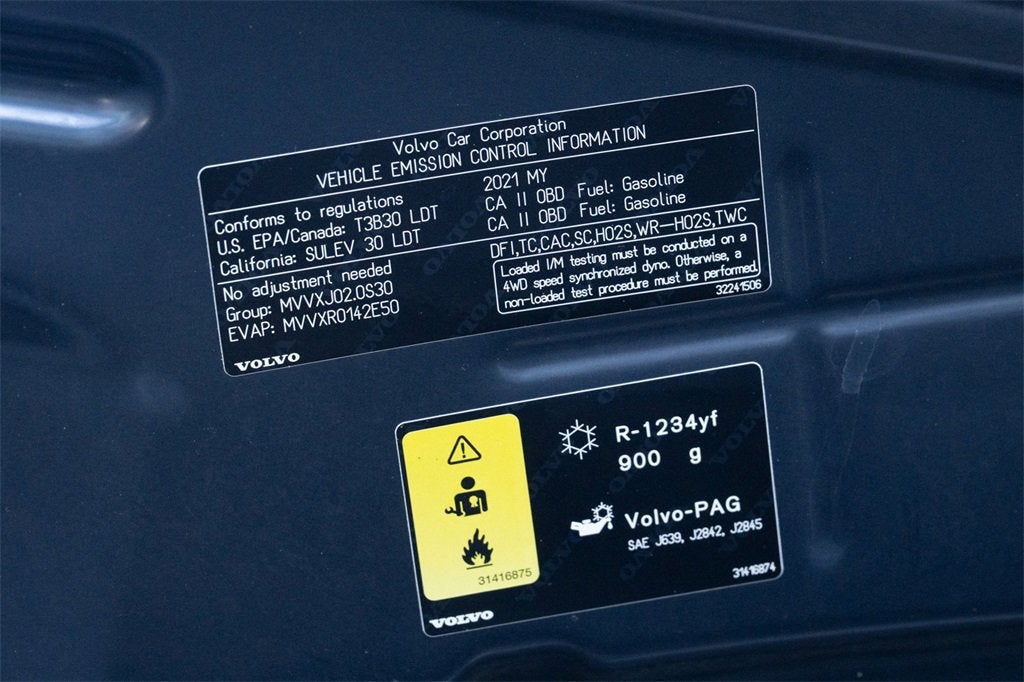 Volvo Car Corporation
VEHICLE EMISSION CONTROL INFORMATION
Conforms to regulations 2021 MY
U.S. EPA/Canada: T3B30 LDT CA II OBD Fuel: Gasoline
California: SULEV 30 LDT CA II OBD Fuel: Gasoline
No adjustment needed DFI,TC,CAC,SC,HO2S,WR-HO2S,TWC
Group: MVVXJ02.0S30
EVAP: MVVXR0142E50
Loaded I/M testing must be conducted on a
4WD speed synchronized dyno. Otherwise, a
non-loaded test procedure must be performed.
32241506
VOLVO
R-1234yf
900 g
Volvo-PAG
SAE J639, J2842, J2845
31416875
31416874
VOLVO